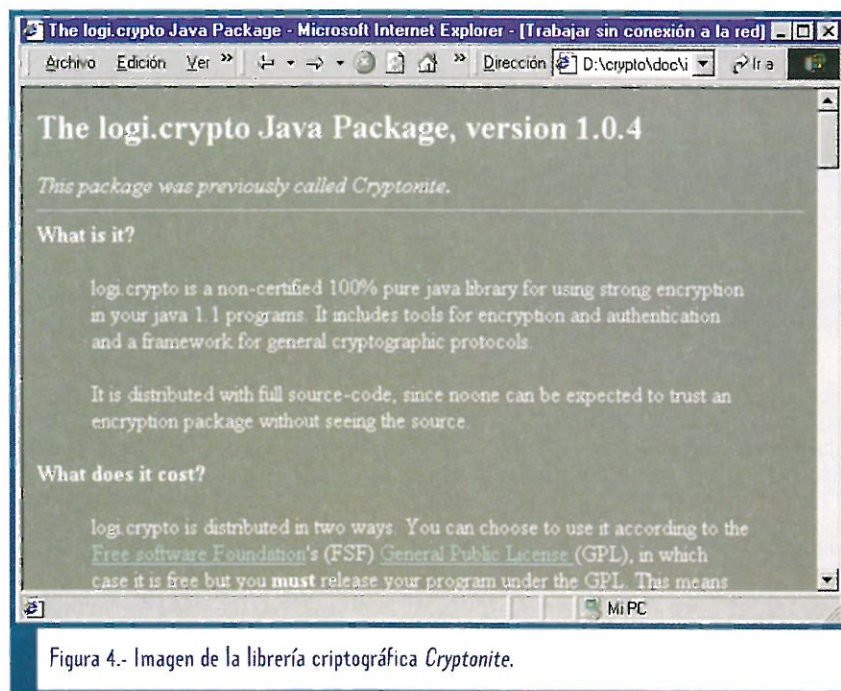 The logi.crypto Java Package - Microsoft Internet Explorer - [Trabajar sin conexión a la red]
Archivo Edición Ver » » Dirección D:\crypto\doc\i Ir a
The logi.crypto Java Package, version 1.0.4
This package was previously called Cryptonite.
What is it?
logi.crypto is a non-certified 100% pure java library for using strong encryption
in your java 1.1 programs. It includes tools for encryption and authentication
and a framework for general cryptographic protocols.
It is distributed with full source-code, since noone can be expected to trust an
encryption package without seeing the source.
What does it cost?
logi.crypto is distributed in two ways. You can choose to use it according to the
Free software Foundation's (FSF) General Public License (GPL), in which
case it is free but you must release your program under the GPL. This means
Mi PC
Figura 4.- Imagen de la librería criptográfica Cryptonite.